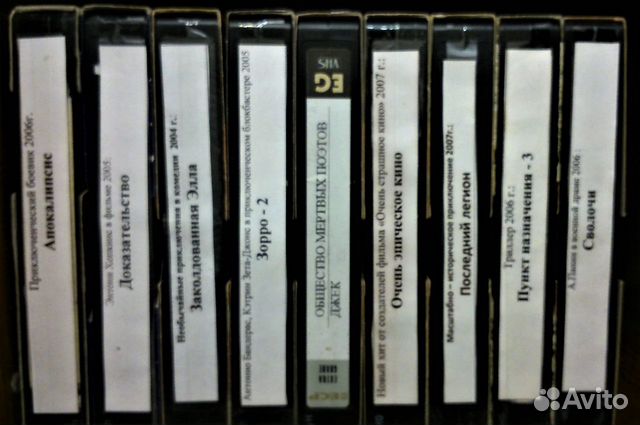 Приключенческий боевик 2006г.
Апокалипсис
Энтони Хопкинс в фильме 2005:
Доказательство
Необычайные приключения в комедии 2004 г.:
Заколдованная Элла
Антонио Бандерас, Кэтрин Зета-Джонс в приключенческом блокбастере 2005
Зорро - 2
EG
VHS
ОБЩЕСТВО МЕРТВЫХ ПОЭТОВ
ДЖЕК
Новый хит от создателей фильма «Очень страшное кино» 2007 г.:
Очень эпическое кино
Масштабно – историческое приключение 2007г.:
Последний легион
Триллер 2006 г.:
Пункт назначения - 3
А.Панин в военной драме 2006 :
Сволочи
Avito